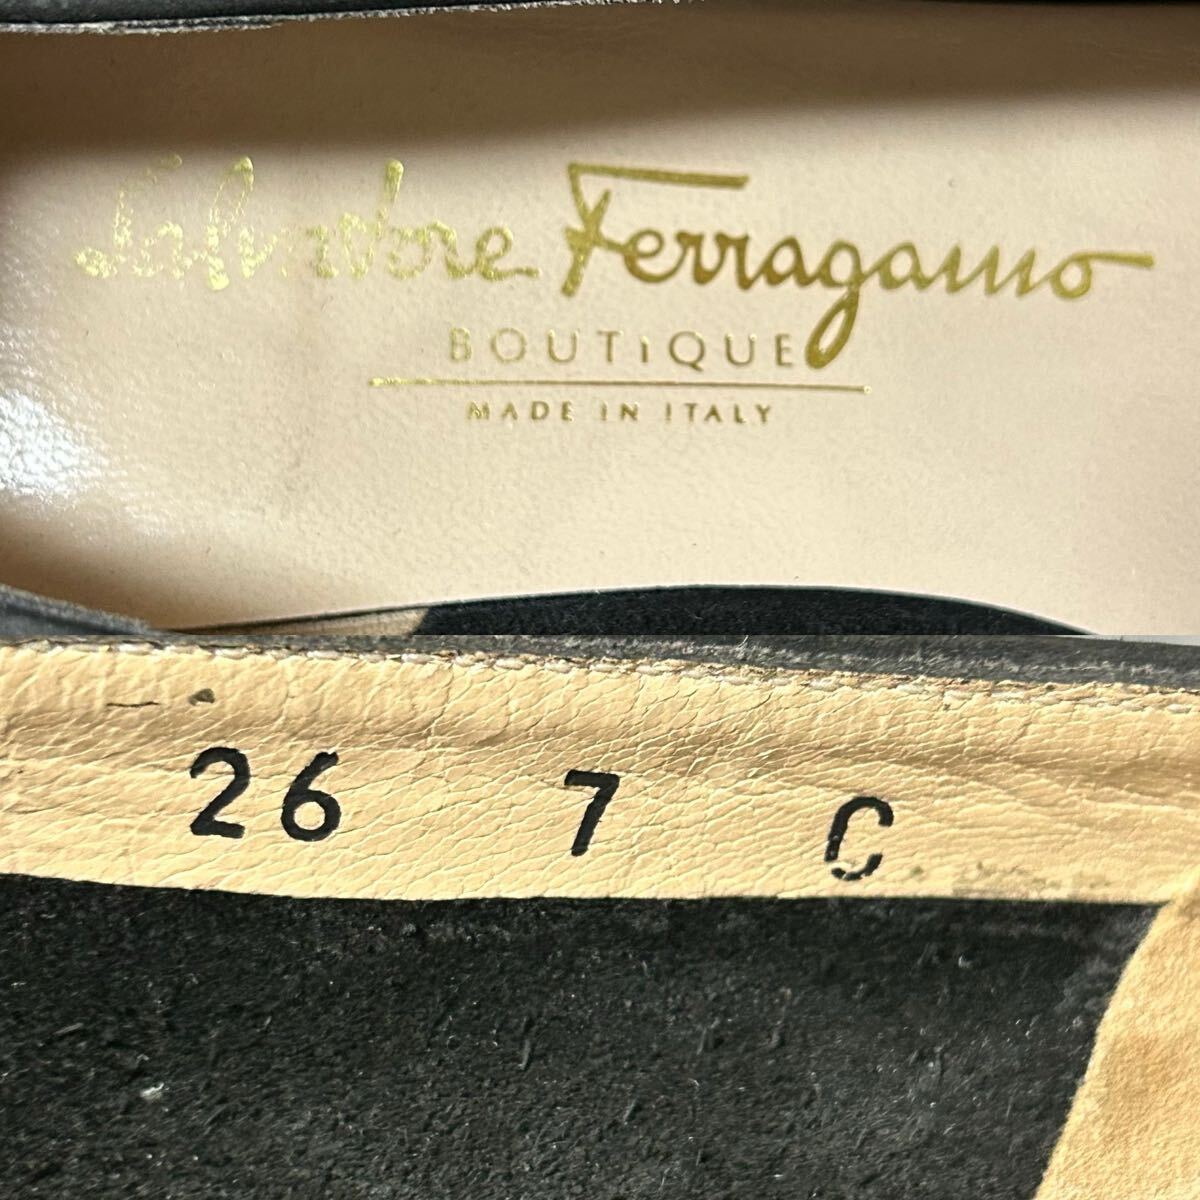 Salvatore Ferragamo
BOUTiQUE
MADE IN ITALY
26 7 C